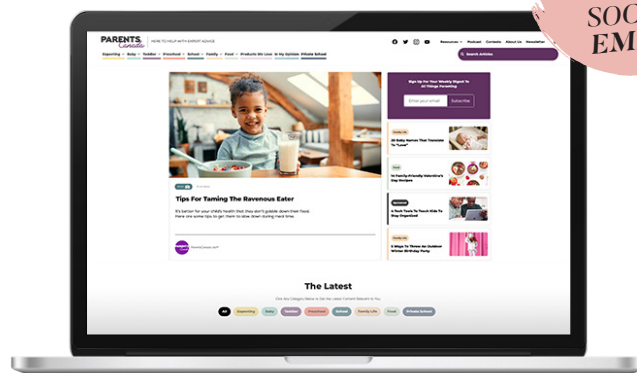 SOC
EM
PARENTS
Canada
HERE TO HELP WITH EXPERT ADVICE
Resources Podcast Contests About Us Newsletter
Expecting Baby Toddler Preschool School Family Food Products We Love In My Opinion Private School
Search Articles
Sign Up For Your Weekly Digest To
All Things Parenting
Enter your email
Subscribe
Family Life
20 Baby Names That Translate
To "Love"
Food
14 Family-Friendly Valentine's
Day Recipes
4 Tech Tools To Teach Kids To
Stay Organized
Family Life
5 Ways To Throw An Outdoor
Winter Birthday Party
Tips For Taming The Ravenous Eater
It's better for your child's health that they don't gobble down their food.
Here are some tips to get them to slow down during meal time.
ParentsCanada Staff
The Latest
Click Any Category Below to Get the Latest Content Relevant to You
All Expecting Baby Toddler Preschool School Family Life Food Private School